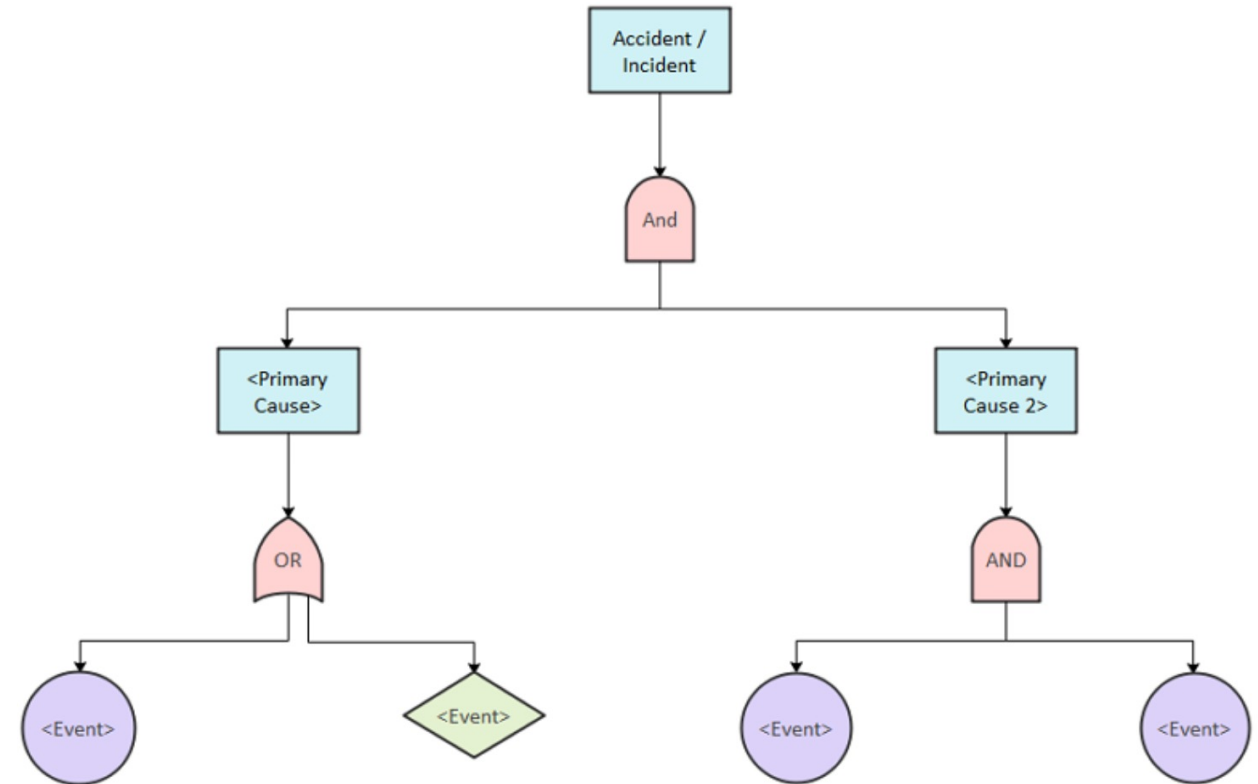 Accident /
Incident
And
<Primary
Cause>
<Primary
Cause 2>
OR
AND
<Event>
<Event>
<Event>
<Event>